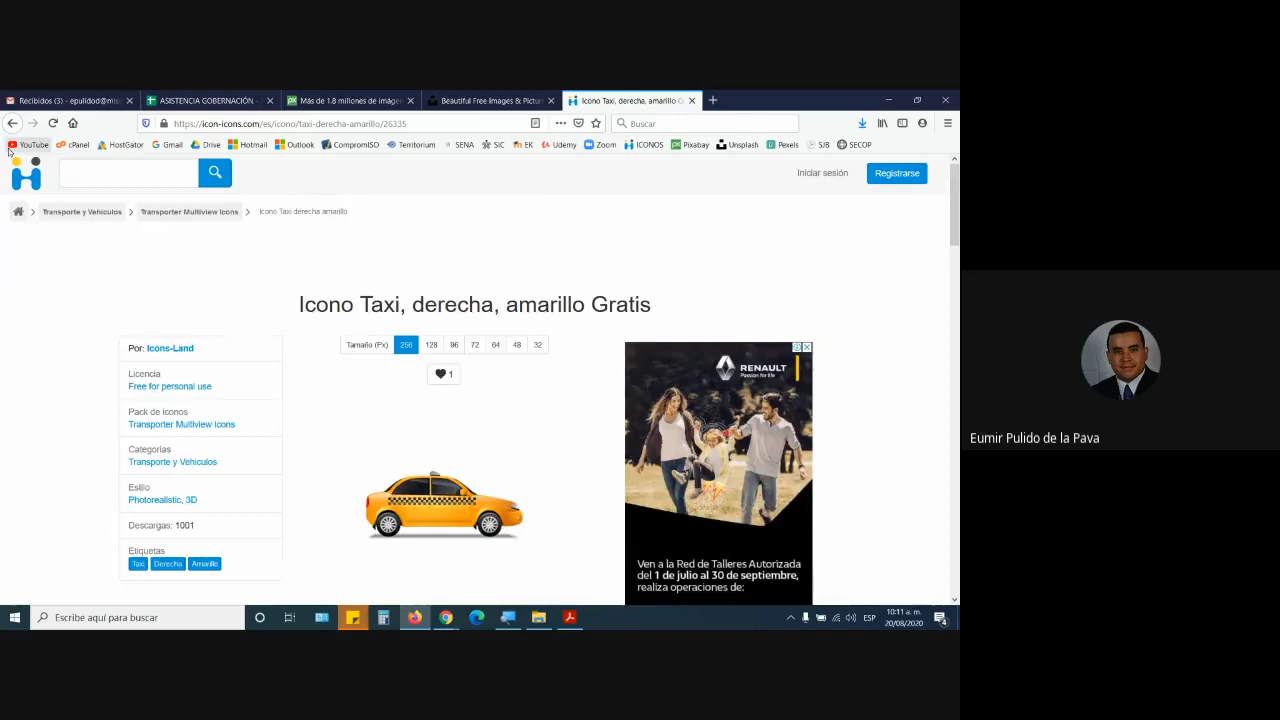 Recibidos (3) - epulidod@mis
ASISTENCIA GOBERNACIÓN -
Más de 1.8 millones de imágen
Beautiful Free Images & Pictur
Icono Taxi, derecha, amarillo G
https://icon-icons.com/es/icono/taxi-derecha-amarillo/26335
Buscar
YouTube
cPanel
HostGator
Gmail
Drive
Hotmail
Outlook
CompromISO
Territorium
SENA
SIC
EK
Udemy
Zoom
ICONOS
Pixabay
Unsplash
Pexels
SJB
SECOP
Iniciar sesión
Registrarse
Transporte y Vehiculos
Transporter Multiview Icons
Icono Taxi derecha amarillo
Icono Taxi, derecha, amarillo Gratis
Por: Icons-Land
Licencia
Free for personal use
Pack de iconos
Transporter Multiview Icons
Categorias
Transporte y Vehiculos
Estilo
Photorealistic, 3D
Descargas: 1001
Etiquetas
Taxi Derecha Amarillo
Tamaño (Px) 256 128 96 72 64 48 32
1
RENAULT
Passion for life
Ven a la Red de Talleres Autorizada
del 1 de julio al 30 de septiembre,
realiza operaciones de:
Eumir Pulido de la Pava
Escribe aquí para buscar
ESP
10:11 a. m.
20/08/2020
4